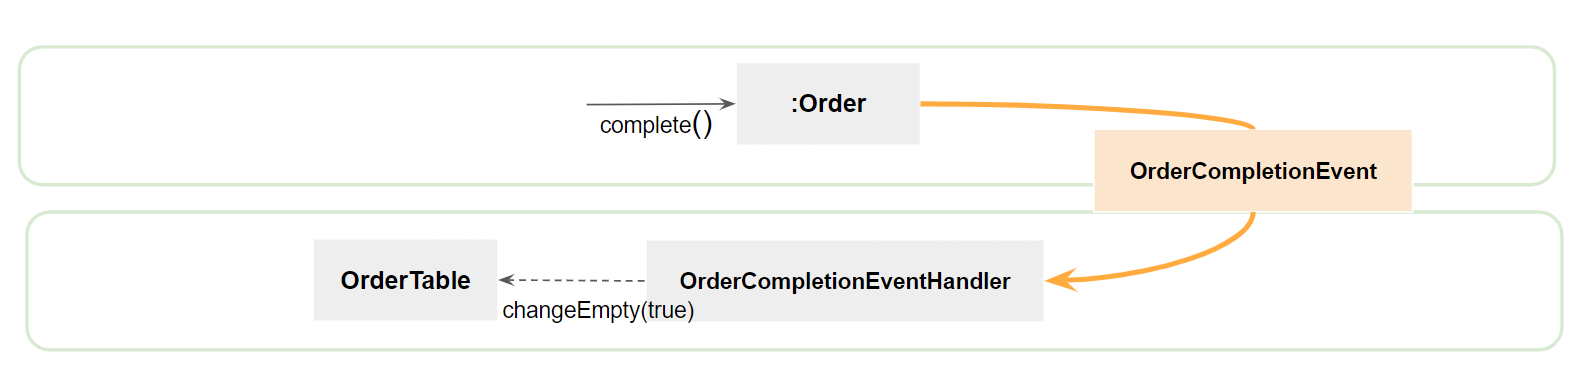 :Order
complete()
OrderCompletionEvent
OrderTable
OrderCompletionEventHandler
changeEmpty(true)